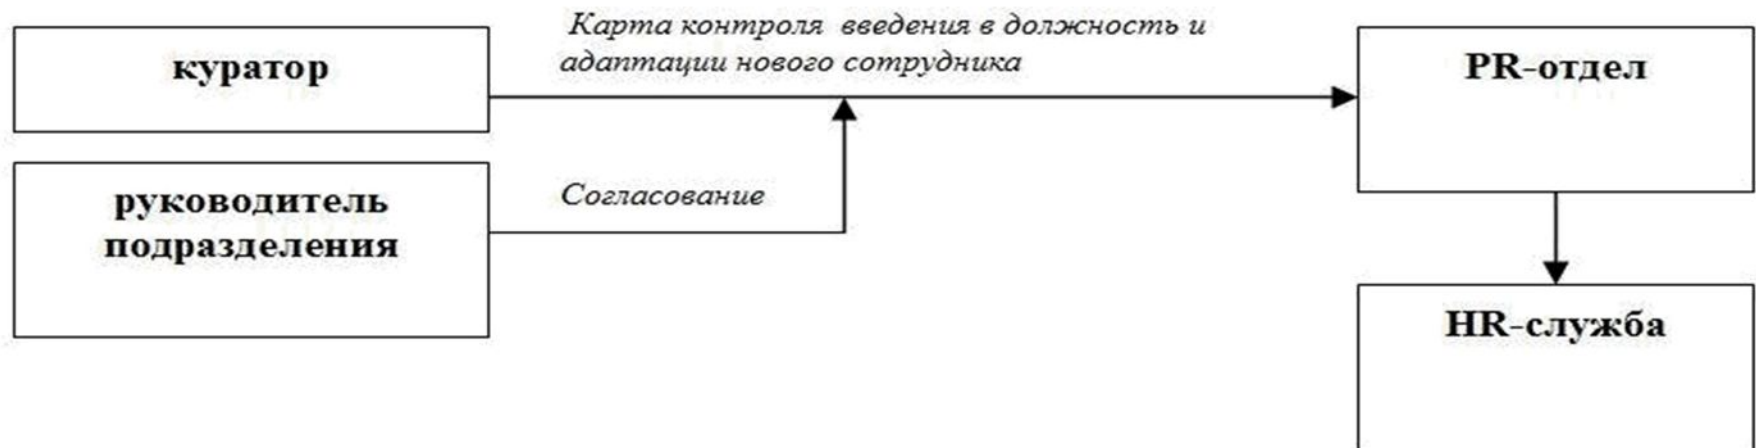 куратор
Карта контроля введения в должность и
адаптации нового сотрудника
PR-отдел
руководитель
подразделения
Согласование
HR-служба